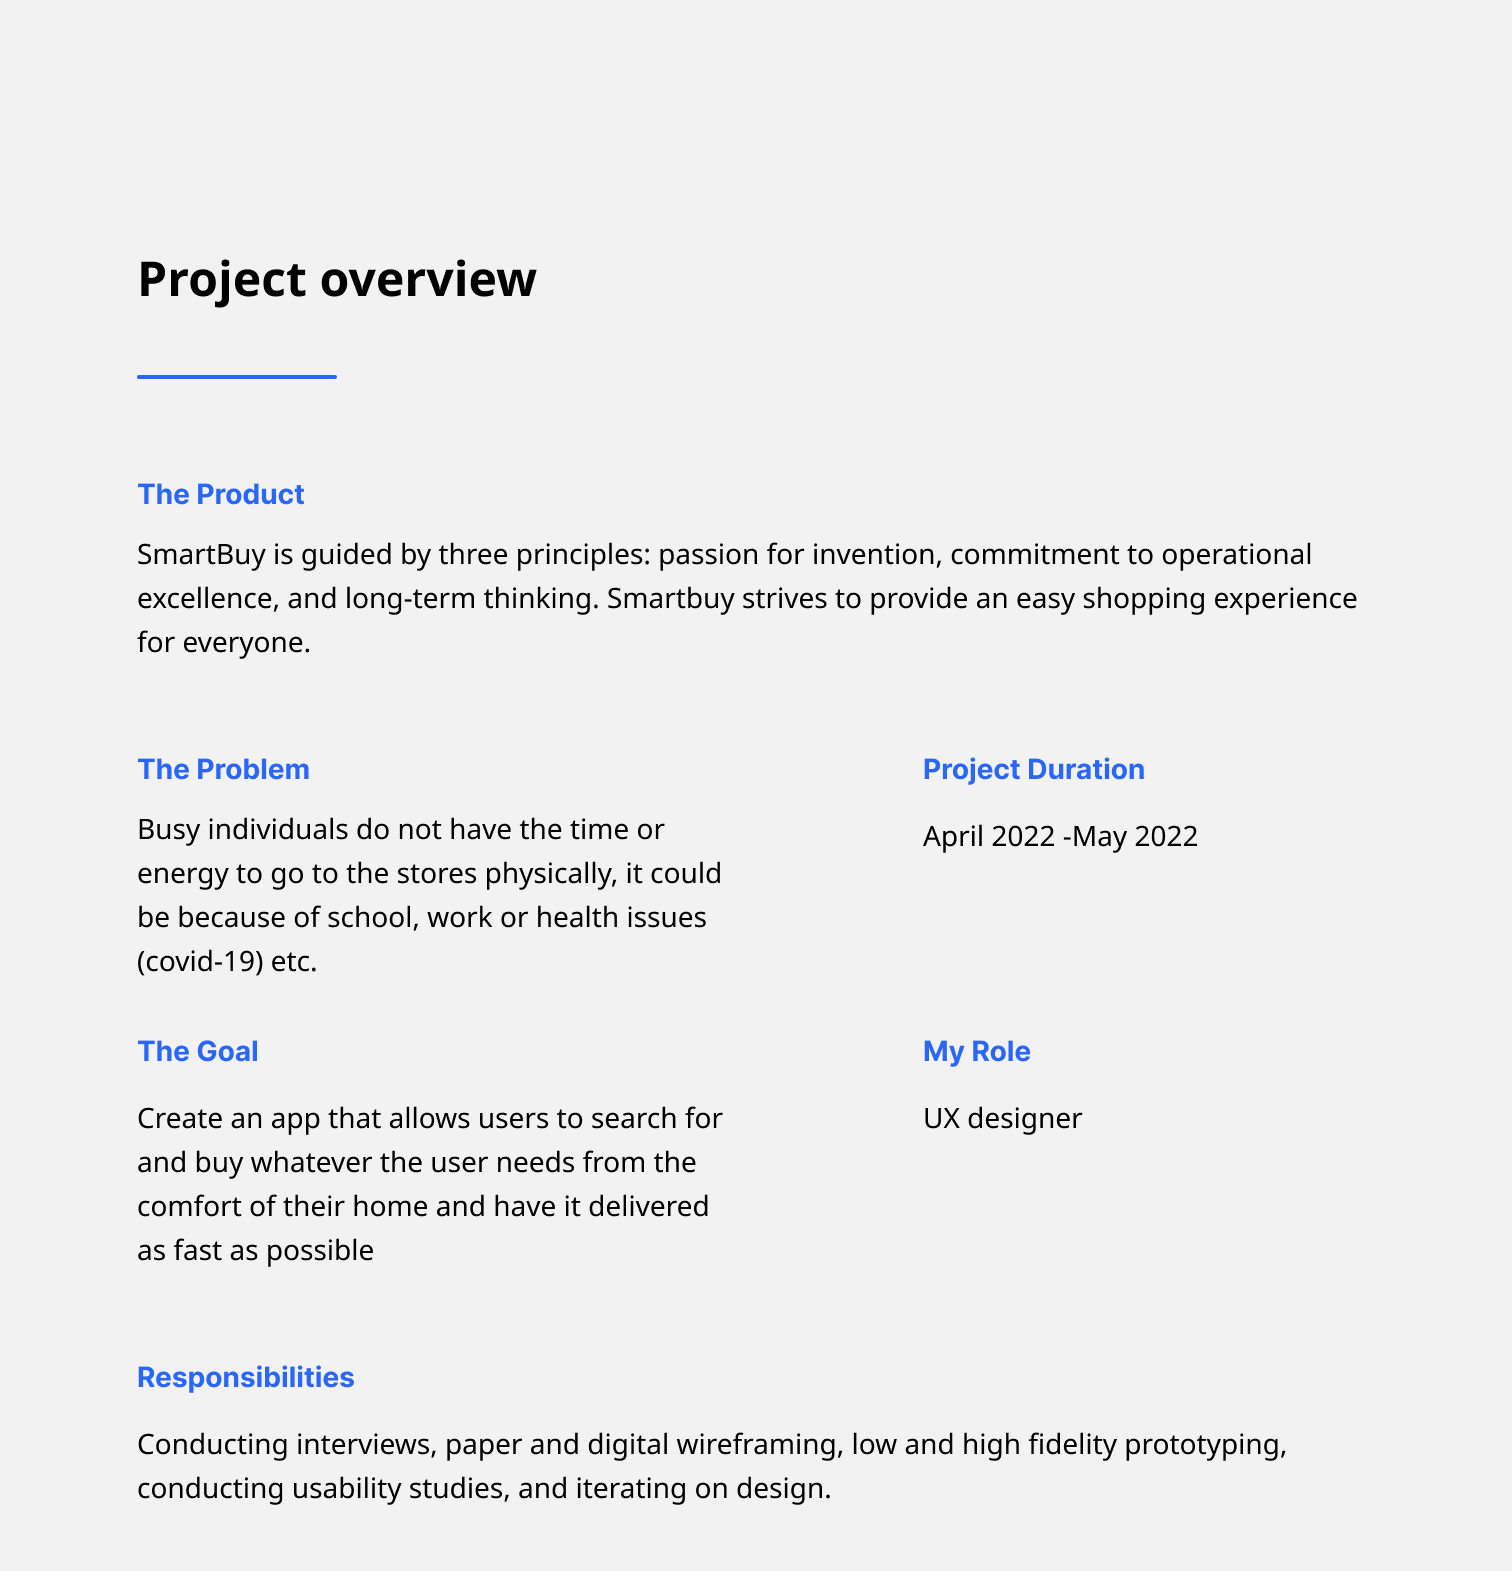 Project overview
The Product
SmartBuy is guided by three principles: passion for invention, commitment to operational
excellence, and long-term thinking. Smartbuy strives to provide an easy shopping experience
for everyone.
The Problem
Busy individuals do not have the time or
energy to go to the stores physically, it could
be because of school, work or health issues
(covid-19) etc.
Project Duration
April 2022 -May 2022
The Goal
Create an app that allows users to search for
and buy whatever the user needs from the
comfort of their home and have it delivered
as fast as possible
My Role
UX designer
Responsibilities
Conducting interviews, paper and digital wireframing, low and high fidelity prototyping,
conducting usability studies, and iterating on design.